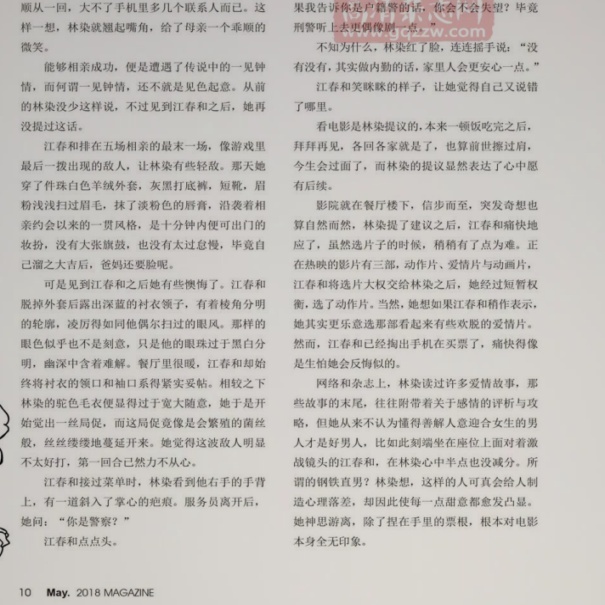 顺从一回，大不了手机里多几个联系人而已。这
样一想，林染就翘起嘴角，给了母亲一个乖顺的
微笑。
能够相亲成功，便是遭遇了传说中的一见钟
情，而何谓一见钟情，还不就是见色起意。从前
的林染没少这样说，不过见到江春和之后，她再
没提过这话。
江春和排在五场相亲的最末一场，像游戏里
最后一拨出现的敌人，让林染有些轻敌。那天她
穿了件珠白色羊绒外套，灰黑打底裤，短靴，眉
粉浅浅扫过眉毛，抹了淡粉色的唇膏，沿袭着相
亲约会以来的一贯风格，是十分钟内便可出门的
妆扮，没有大张旗鼓，也没有太过怠慢，毕竟自
己溜之大吉后，爸妈还要脸呢。
可是见到江春和之后她有些懊悔了。江春和
脱掉外套后露出深蓝的衬衣领子，有着棱角分明
的轮廓，凌厉得如同他偶尔扫过的眼风。那样的
眼色似乎也不是刻意，只是他的眼珠过于黑白分
明，幽深中含着难解。餐厅里很暖，江春和却始
终将衬衣的领口和袖口系得紧实妥帖。相较之下
林染的驼色毛衣便显得过于宽大随意，她于是开
始觉出一丝局促，而这局促竟像是会繁殖的菌丝
般，丝丝缕缕地蔓延开来。她觉得这波敌人明显
不太好打，第一回合已然力不从心。
江春和接过菜单时，林染看到他右手的手背
上，有一道斜入了掌心的疤痕。服务员离开后，
她问：“你是警察？”
江春和点点头。
果我告诉你是户籍警的话，你会不会失望？毕竟
刑警听上去更偶像剧一点。”
www.gqzzw.com
不知为什么，林染红了脸，连连摇手说：“没
有没有，其实做内勤的话，家里人会更安心一点。”
江春和笑眯眯的样子，让她觉得自己又说错
了哪里。
看电影是林染提议的，本来一顿饭吃完之后，
拜拜再见，各回各家就是了，也算前世擦过肩，
今生会过面了，而林染的提议显然表达了心中愿
有后续。
影院就在餐厅楼下，信步而至，突发奇想也
算自然而然，林染提了建议之后，江春和痛快地
应了，虽然选片子的时候，稍稍有了点为难。正
在热映的影片有三部，动作片、爱情片与动画片，
江春和将选片大权交给林染之后，她经过短暂权
衡，选了动作片。当然，她想如果江春和稍作表示，
她其实更乐意选那部看起来有些欢脱的爱情片。
然而，江春和已经掏出手机在买票了，痛快得像
是生怕她会反悔似的。
网络和杂志上，林染读过许多爱情故事，那
些故事的末尾，往往附带着关于感情的评析与攻
略，但她从来不认为懂得善解人意迎合女生的男
人才是好男人，比如此刻端坐在座位上面对着激
战镜头的江春和，在林染心中半点也没减分。所
谓的钢铁直男？林染想，这样的人可真会给人制
造心理落差，却因此使每一点甜意都愈发凸显。
她神思游离，除了捏在手里的票根，根本对电影
本身全无印象。
10 May. 2018 MAGAZINE